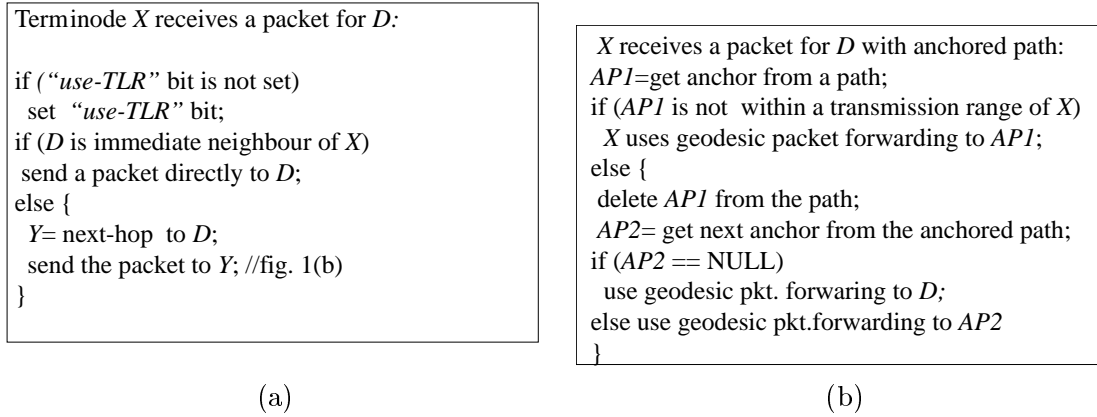 Terminode X receives a packet for D:
if (“use-TLR” bit is not set)
set “use-TLR” bit;
if (D is immediate neighbour of X)
send a packet directly to D;
else {
Y= next-hop to D;
send the packet to Y; //fig. 1(b)
}
(a)
X receives a packet for D with anchored path:
AP1=get anchor from a path;
if (AP1 is not within a transmission range of X)
X uses geodesic packet forwarding to AP1;
else {
delete AP1 from the path;
AP2= get next anchor from the anchored path;
if (AP2 == NULL)
use geodesic pkt. forwaring to D;
else use geodesic pkt.forwarding to AP2
}
(b)